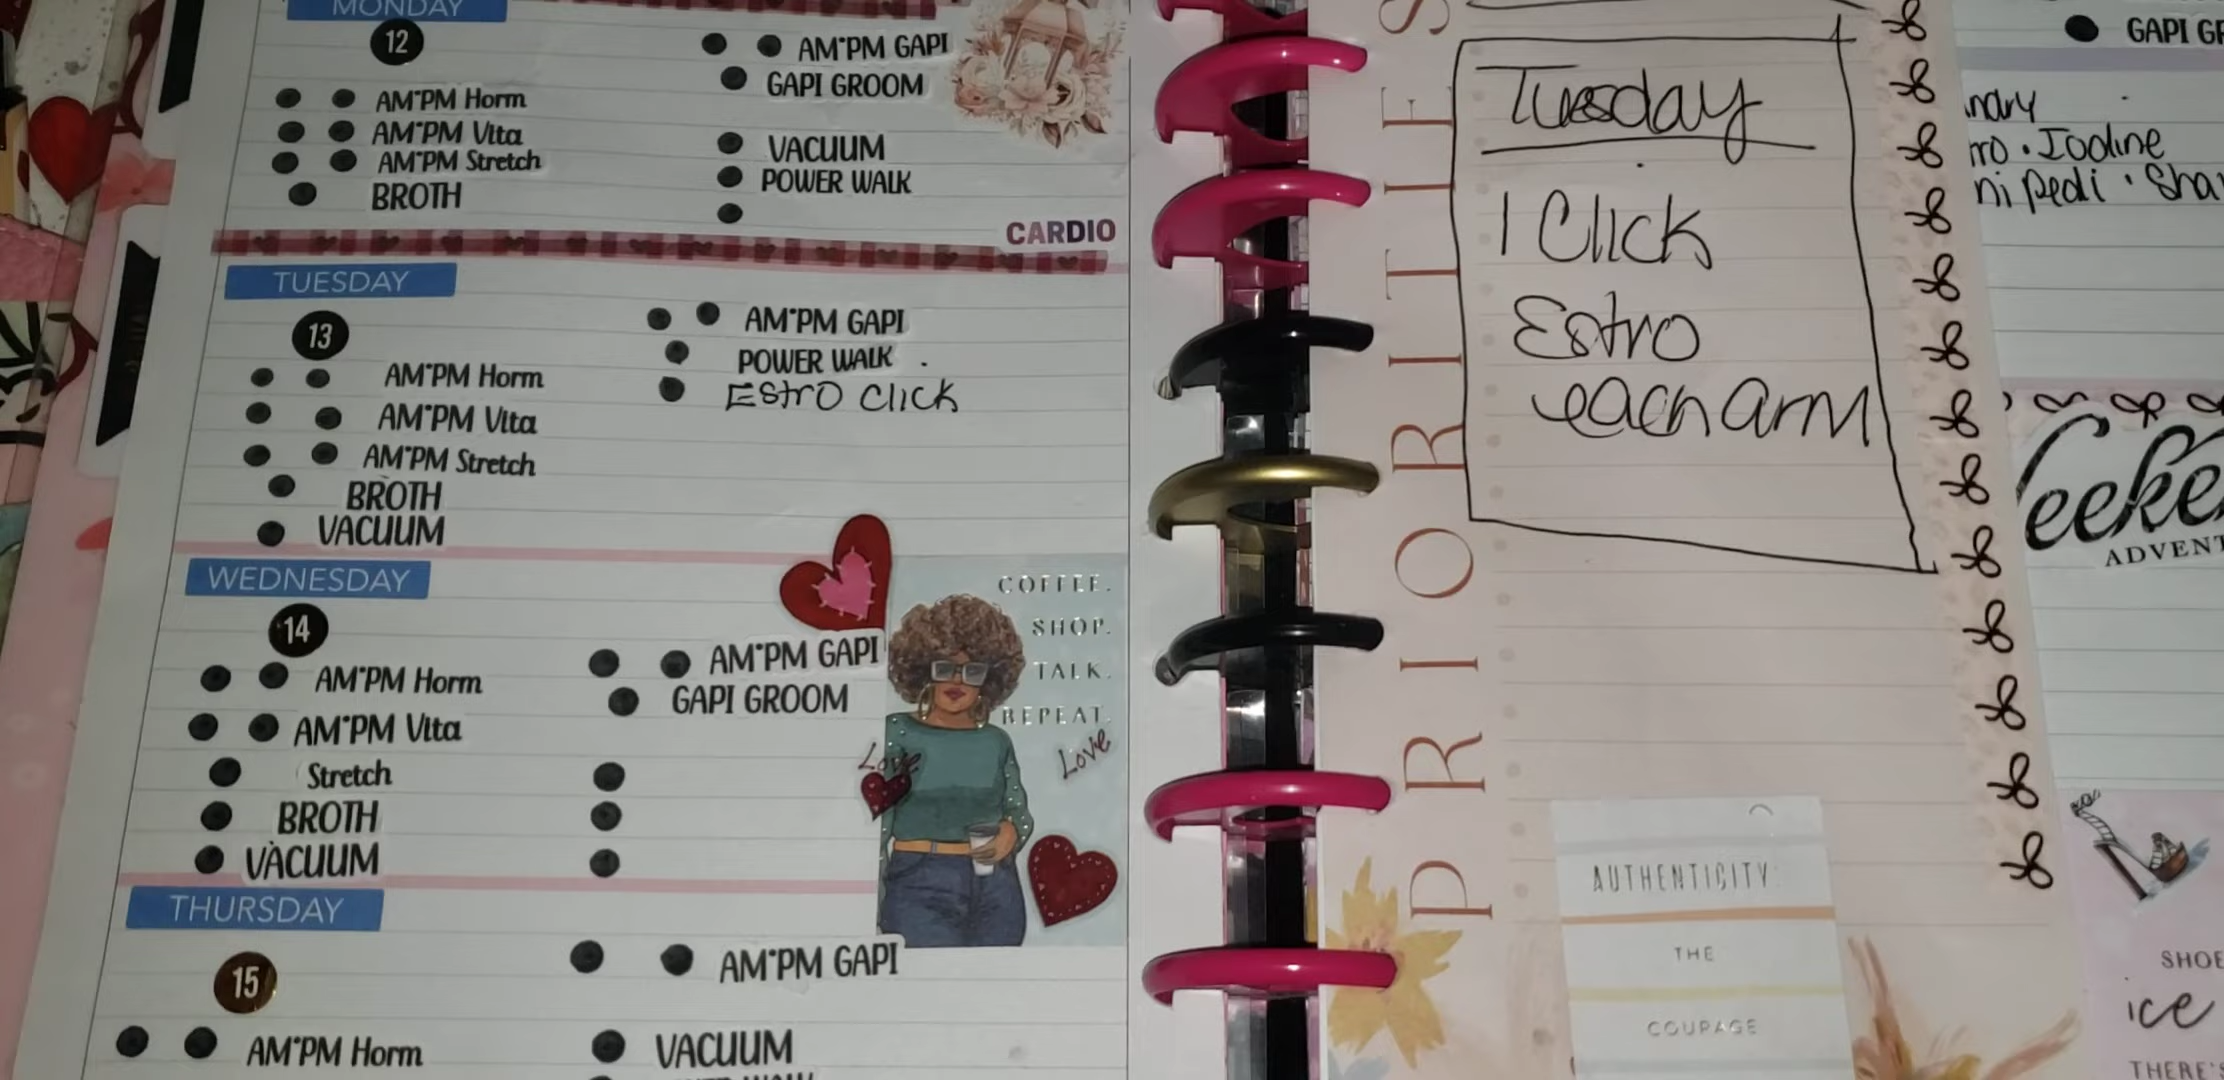 MONDAY
12
AM•PM Horm
AM•PM Vita
AM•PM Stretch
BROTH
AM•PM GAPI
GAPI GROOM
VACUUM
POWER WALK
CARDIO
TUESDAY
13
AM•PM Horm
AM•PM Vita
AM•PM Stretch
BROTH
VACUUM
AM•PM GAPI
POWER WALK
Estro click
WEDNESDAY
14
AM•PM Horm
AM•PM Vita
Stretch
BROTH
VACUUM
AM•PM GAPI
GAPI GROOM
COFFEE.
SHOP.
TALK.
REPEAT.
Love
Love
THURSDAY
15
AM•PM Horm
AM•PM GAPI
VACUUM
PRIORITIES
Tuesday
1 Click
Estro
each arm
AUTHENTICITY:
THE
COURAGE
GAPI
Iodine
pedi
ice
THERE'S